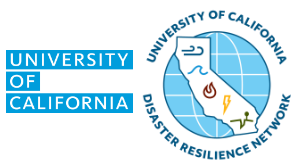 UNIVERSITY
OF
CALIFORNIA
UNIVERSITY OF CALIFORNIA
DISASTER RESILIENCE NETWORK